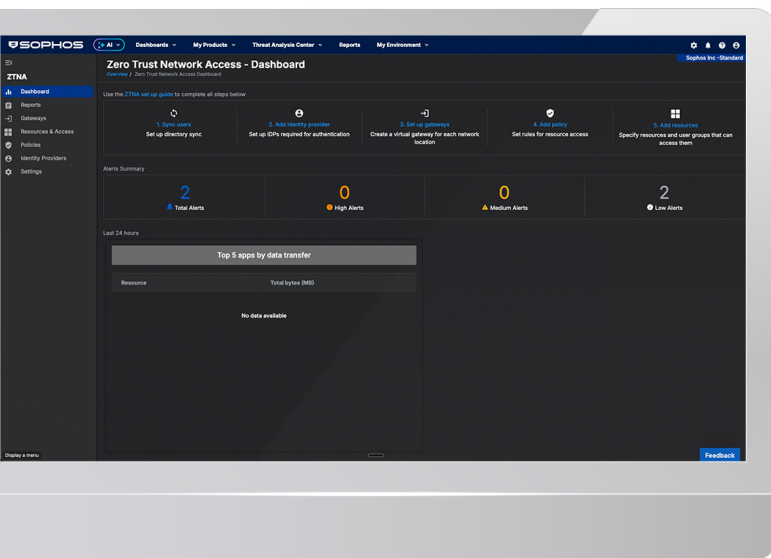 SOPHOS
AI
Dashboards
My Products
Threat Analysis Center
Reports
My Environment
Sophos Inc -Standard
ZTNA
Dashboard
Reports
Gateways
Resources & Access
Policies
Identity Providers
Settings
Zero Trust Network Access - Dashboard
Overview / Zero Trust Network Access Dashboard
Use the ZTNA set up guide to complete all steps below
1. Sync users
Set up directory sync
2. Add identity provider
Set up IDPs required for authentication
3. Set up gateways
Create a virtual gateway for each network
location
4. Add policy
Set rules for resource access
5. Add resources
Specify resources and user groups that can
access them
Alerts Summary
2
Total Alerts
0
High Alerts
0
Medium Alerts
2
Low Alerts
Last 24 hours
Top 5 apps by data transfer
Resource
Total bytes (MB)
No data available
Display a menu
Feedback